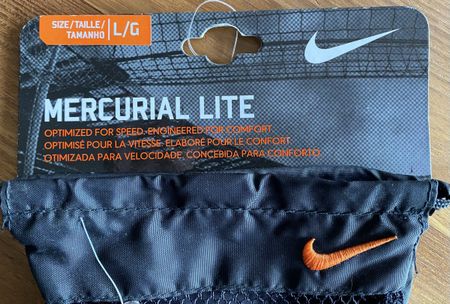 SIZE/TAILLE/
TAMANHO L/G
MERCURIAL LITE
OPTIMIZED FOR SPEED. ENGINEERED FOR COMFORT.
OPTIMISÉ POUR LA VITESSE. ÉLABORÉ POUR LE CONFORT.
OTIMIZADA PARA VELOCIDADE, CONCEBIDA PARA CONFORTO.